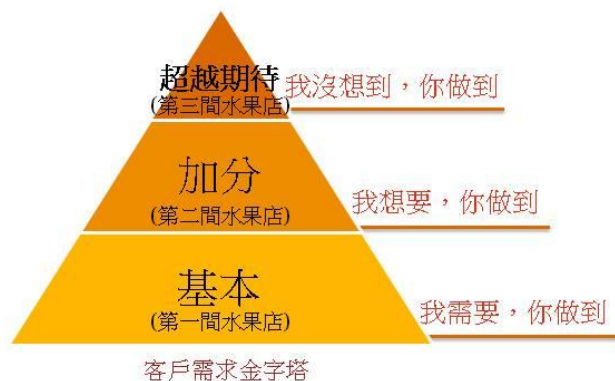 超越期待
(第三間水果店)
我沒想到，你做到
加分
(第二間水果店)
我想要，你做到
基本
(第一間水果店)
我需要，你做到
客戶需求金字塔